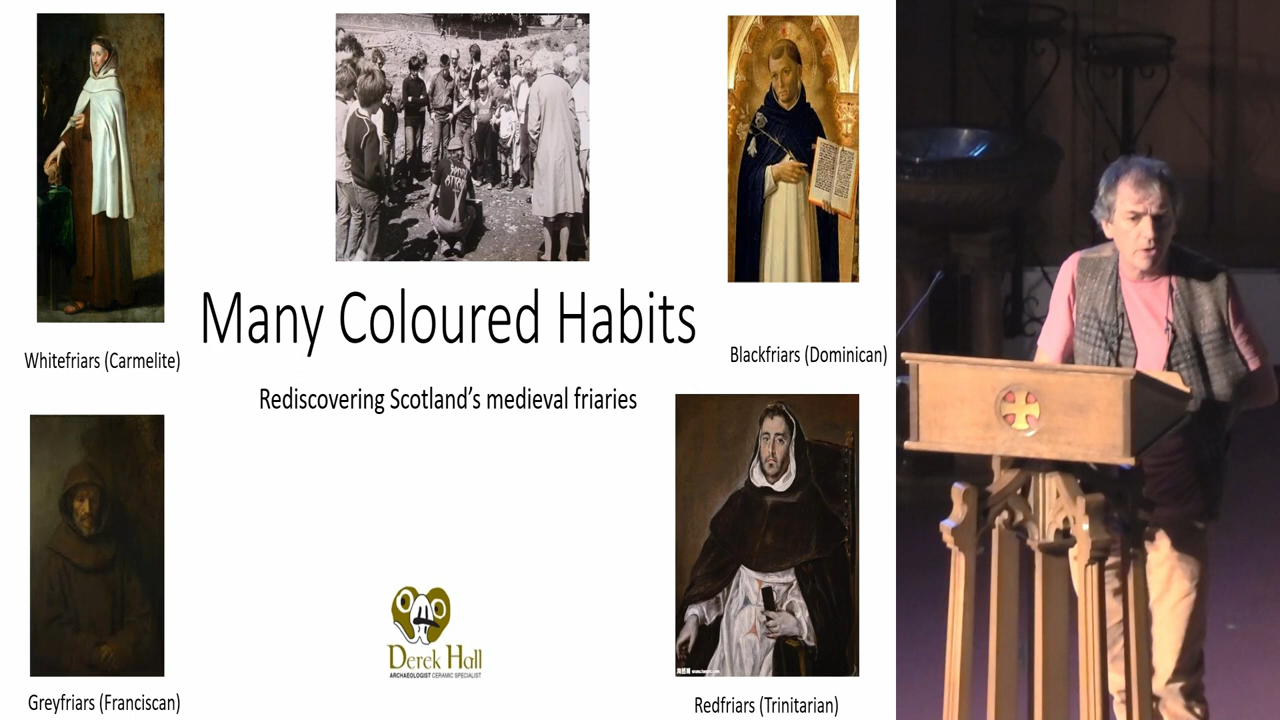 Many Coloured Habits
Rediscovering Scotland's medieval friaries
Whitefriars (Carmelite)
Blackfriars (Dominican)
Greyfriars (Franciscan)
Redfriars (Trinitarian)
Derek Hall
ARCHAEOLOGIST CERAMIC SPECIALIST